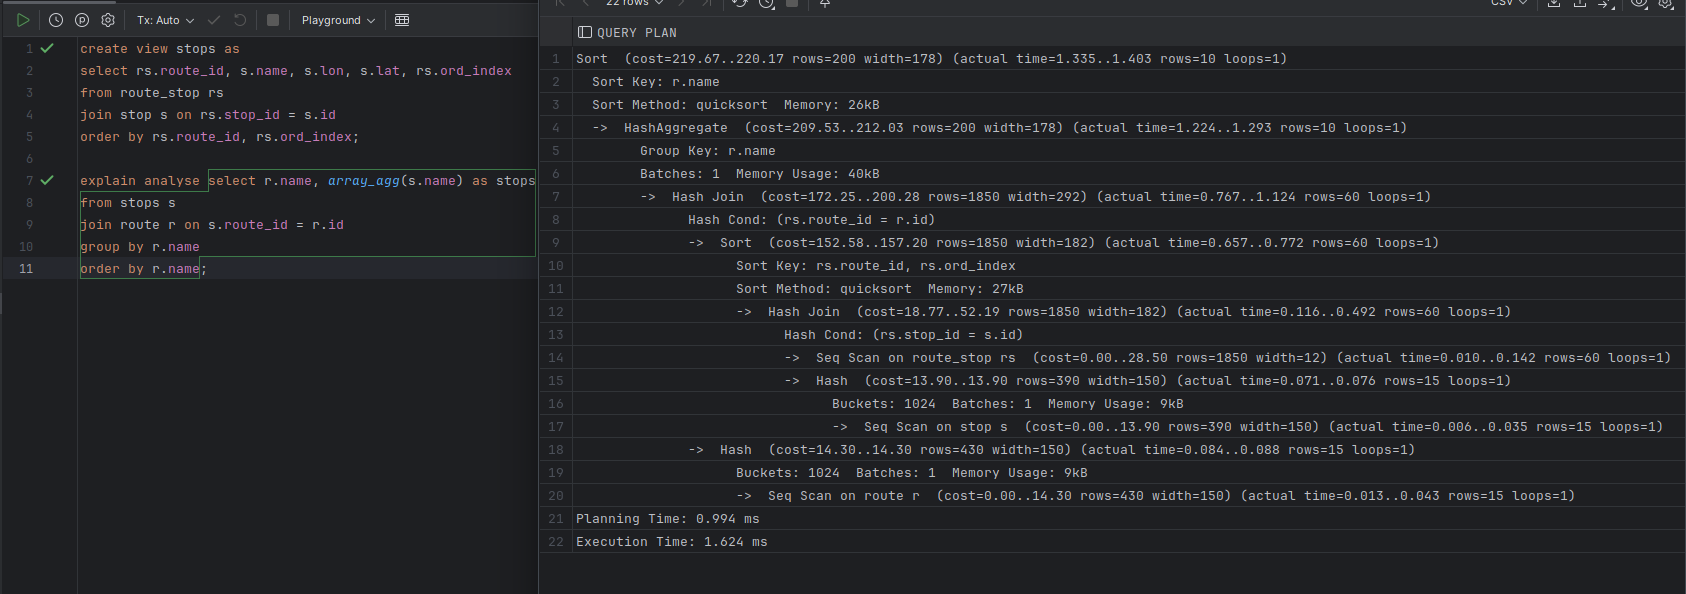 Tx: Auto
Playground
22 rows
CSV
1 create view stops as
2 select rs.route_id, s.name, s.lon, s.lat, rs.ord_index
3 from route_stop rs
4 join stop s on rs.stop_id = s.id
5 order by rs.route_id, rs.ord_index;
6
7 explain analyse select r.name, array_agg(s.name) as stops
8 from stops s
9 join route r on s.route_id = r.id
10 group by r.name
11 order by r.name;
QUERY PLAN
1 Sort  (cost=219.67..220.17 rows=200 width=178) (actual time=1.335..1.403 rows=10 loops=1)
2   Sort Key: r.name
3   Sort Method: quicksort  Memory: 26kB
4   ->  HashAggregate  (cost=209.53..212.03 rows=200 width=178) (actual time=1.224..1.293 rows=10 loops=1)
5         Group Key: r.name
6         Batches: 1  Memory Usage: 40kB
7         ->  Hash Join  (cost=172.25..200.28 rows=1850 width=292) (actual time=0.767..1.124 rows=60 loops=1)
8               Hash Cond: (rs.route_id = r.id)
9               ->  Sort  (cost=152.58..157.20 rows=1850 width=182) (actual time=0.657..0.772 rows=60 loops=1)
10                     Sort Key: rs.route_id, rs.ord_index
11                     Sort Method: quicksort  Memory: 27kB
12                     ->  Hash Join  (cost=18.77..52.19 rows=1850 width=182) (actual time=0.116..0.492 rows=60 loops=1)
13                           Hash Cond: (rs.stop_id = s.id)
14                           ->  Seq Scan on route_stop rs  (cost=0.00..28.50 rows=1850 width=12) (actual time=0.010..0.142 rows=60 loops=1)
15                           ->  Hash  (cost=13.90..13.90 rows=390 width=150) (actual time=0.071..0.076 rows=15 loops=1)
16                                 Buckets: 1024  Batches: 1  Memory Usage: 9kB
17                                 ->  Seq Scan on stop s  (cost=0.00..13.90 rows=390 width=150) (actual time=0.006..0.035 rows=15 loops=1)
18               ->  Hash  (cost=14.30..14.30 rows=430 width=150) (actual time=0.084..0.088 rows=15 loops=1)
19                     Buckets: 1024  Batches: 1  Memory Usage: 9kB
20                     ->  Seq Scan on route r  (cost=0.00..14.30 rows=430 width=150) (actual time=0.013..0.043 rows=15 loops=1)
21 Planning Time: 0.994 ms
22 Execution Time: 1.624 ms